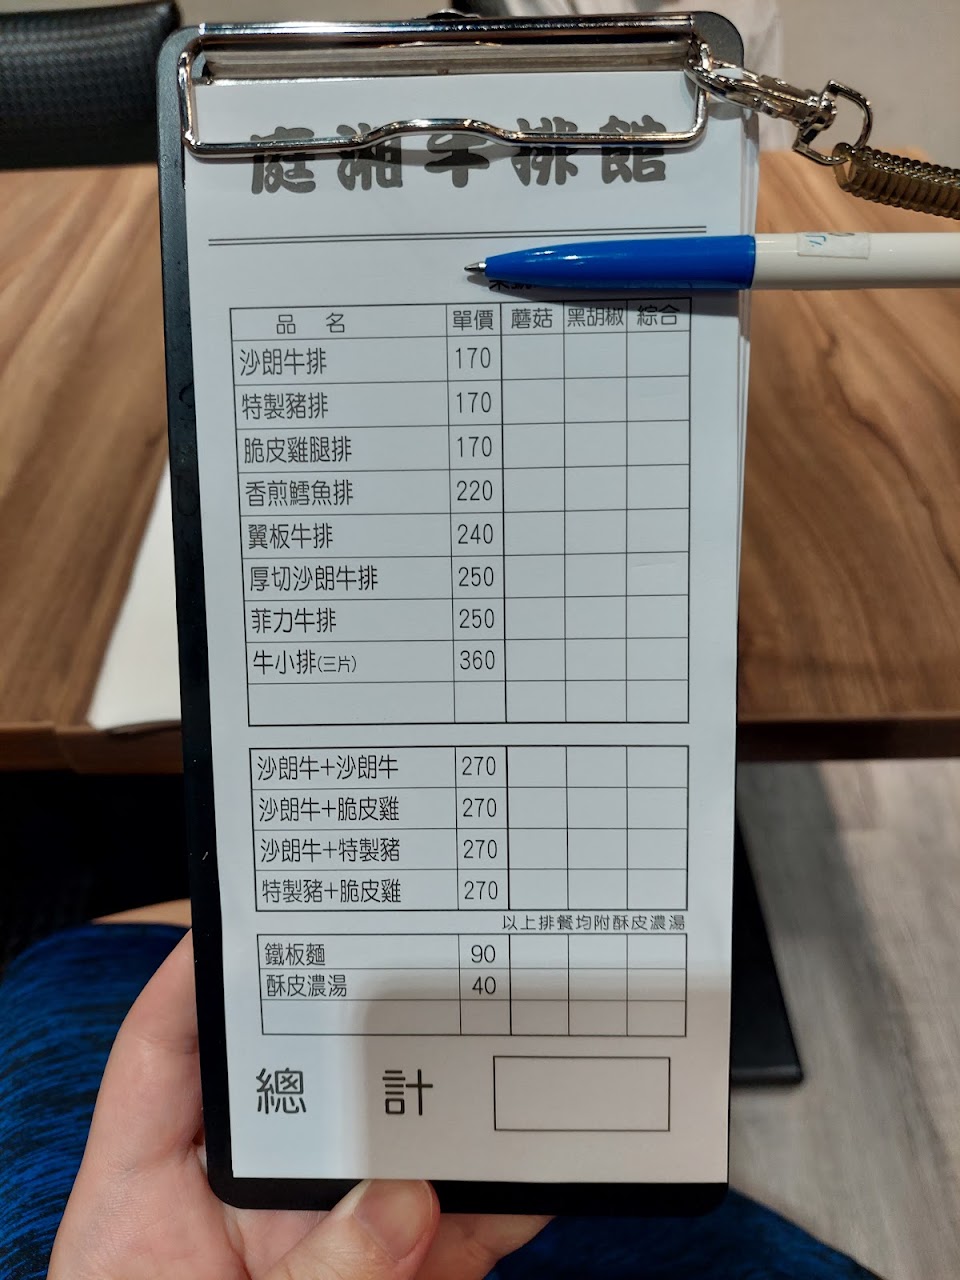 庭湘牛排館
品名 單價 蘑菇 黑胡椒 綜合
沙朗牛排 170
特製豬排 170
脆皮雞腿排 170
香煎鱈魚排 220
翼板牛排 240
厚切沙朗牛排 250
菲力牛排 250
牛小排(三片) 360
沙朗牛+沙朗牛 270
沙朗牛+脆皮雞 270
沙朗牛+特製豬 270
特製豬+脆皮雞 270
以上排餐均附酥皮濃湯
鐵板麵 90
酥皮濃湯 40
總計